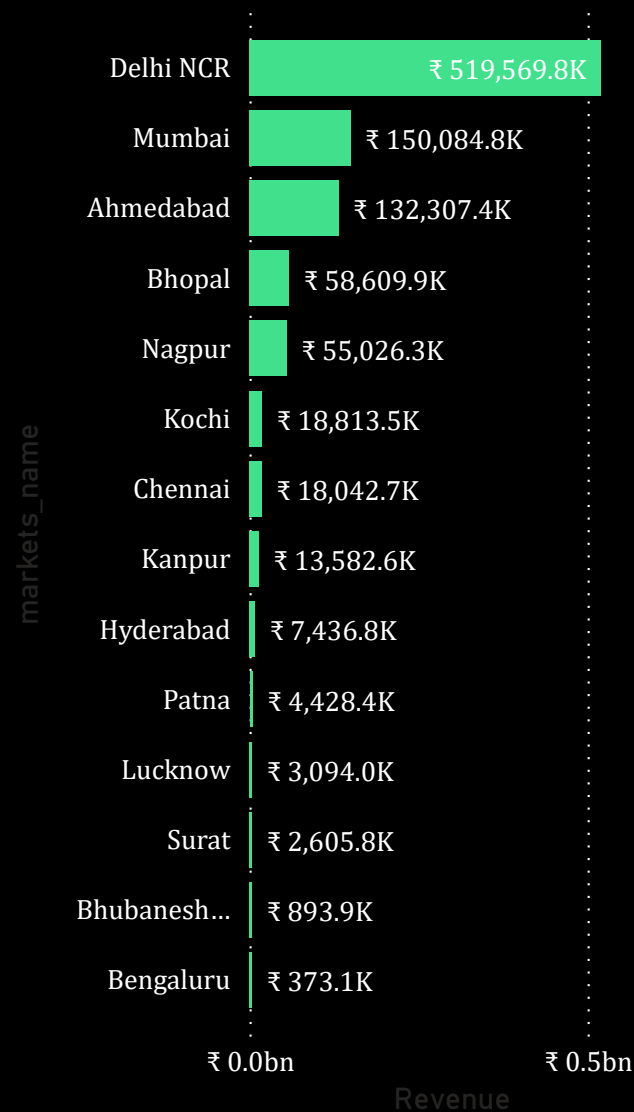 Delhi NCR ₹ 519,569.8K
Mumbai ₹ 150,084.8K
Ahmedabad ₹ 132,307.4K
Bhopal ₹ 58,609.9K
Nagpur ₹ 55,026.3K
Kochi ₹ 18,813.5K
Chennai ₹ 18,042.7K
Kanpur ₹ 13,582.6K
Hyderabad ₹ 7,436.8K
Patna ₹ 4,428.4K
Lucknow ₹ 3,094.0K
Surat ₹ 2,605.8K
Bhubanesh... ₹ 893.9K
Bengaluru ₹ 373.1K
markets_name
₹ 0.0bn ₹ 0.5bn
Revenue